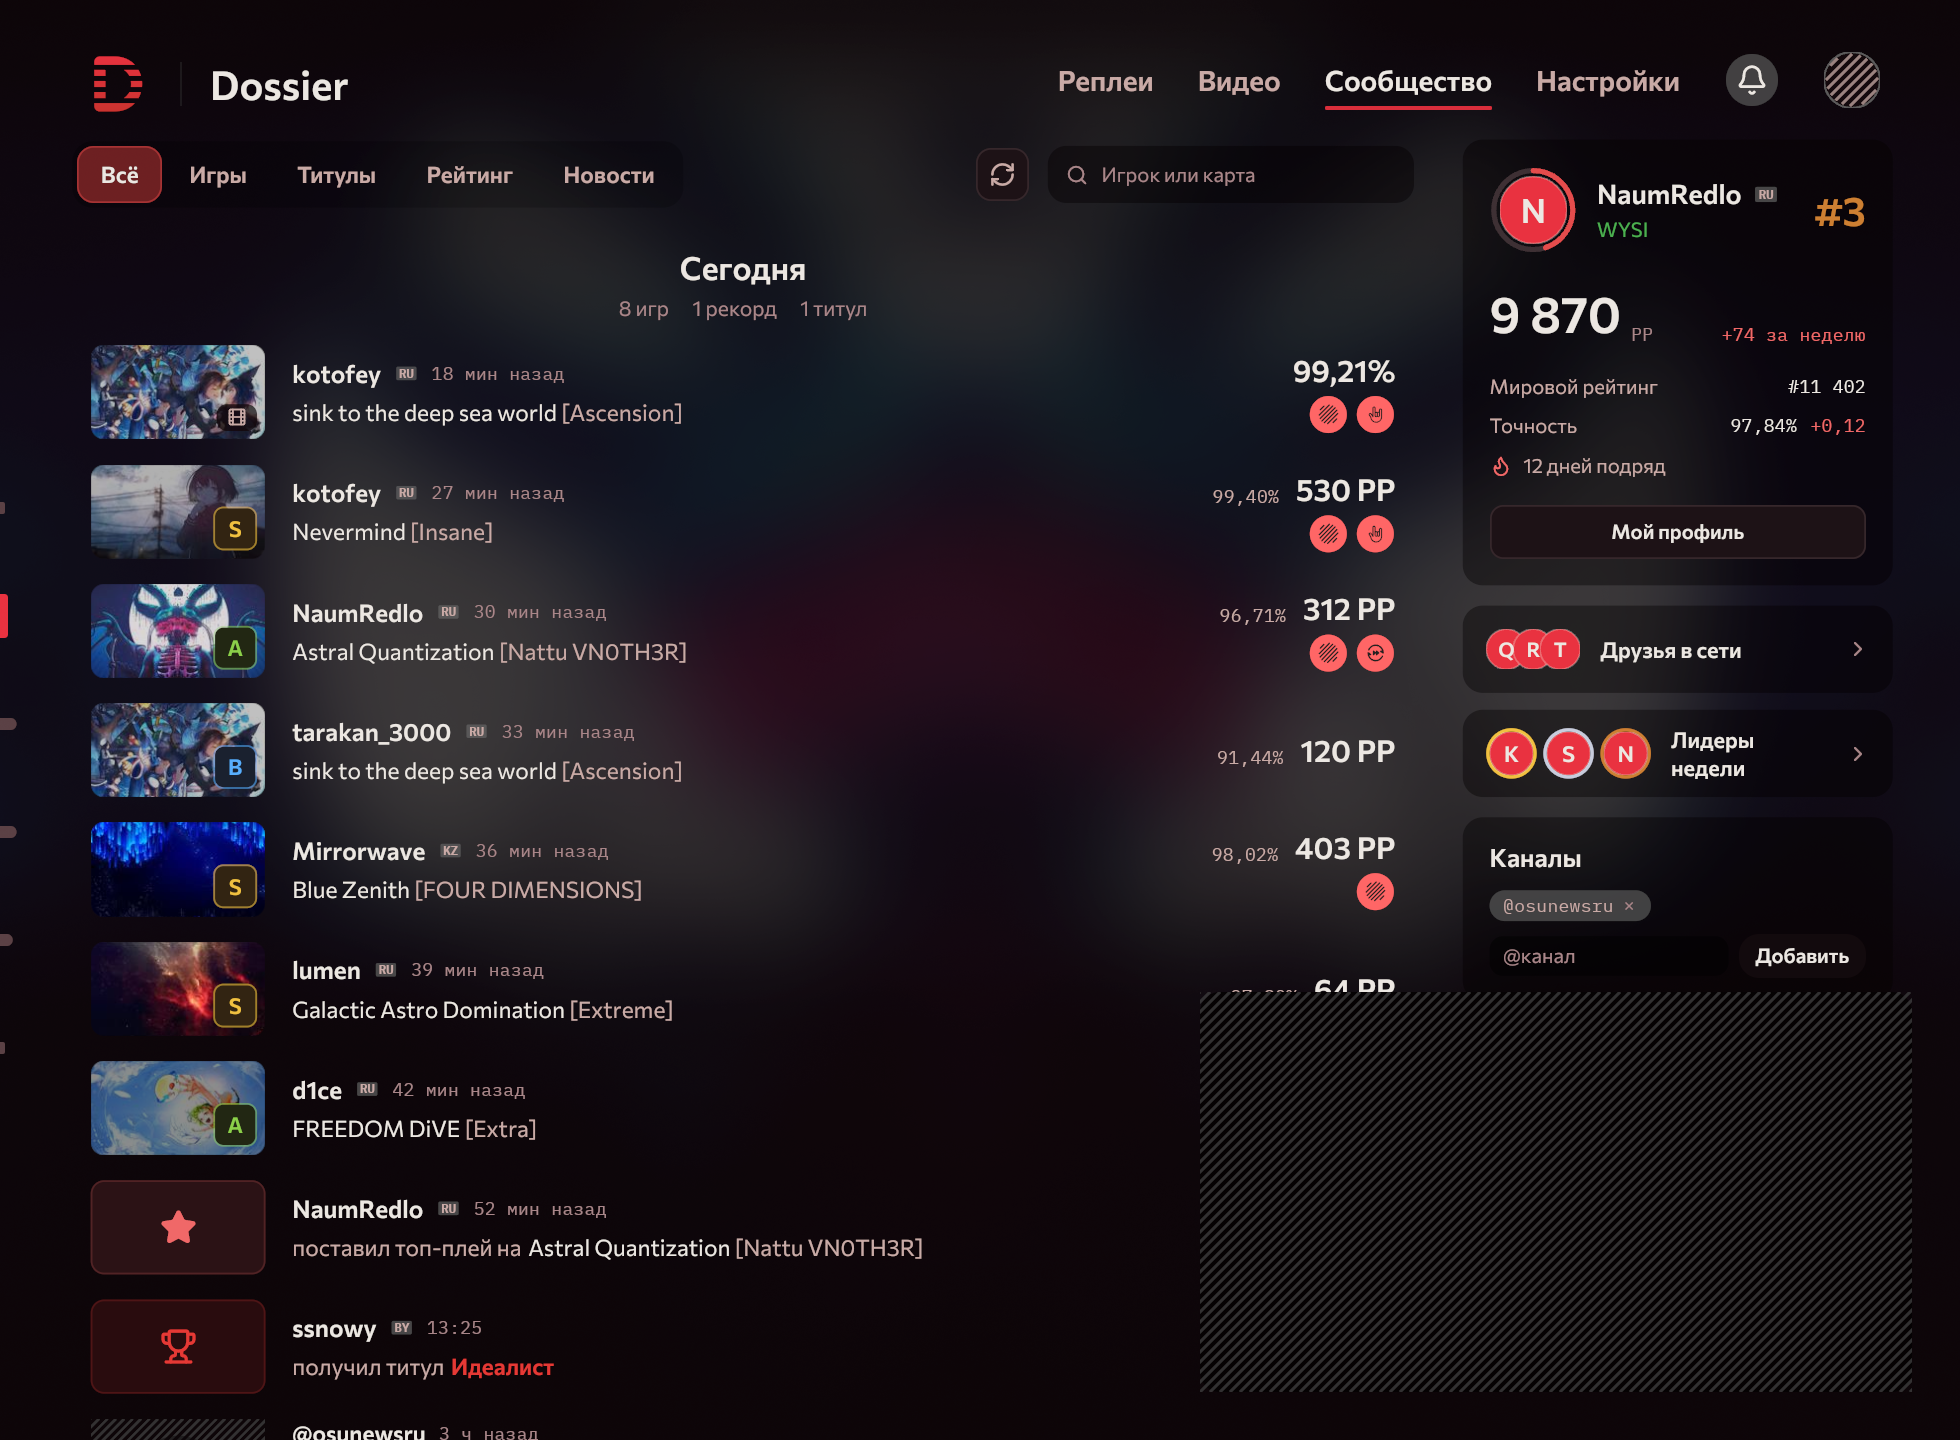 Dossier
Реплеи
Видео
Сообщество
Настройки
Всё
Игры
Титулы
Рейтинг
Новости
Игрок или карта
Сегодня
8 игр 1 рекорд 1 титул
kotofey RU 18 мин назад
sink to the deep sea world [Ascension]
99,21%
kotofey RU 27 мин назад
Nevermind [Insane]
S
99,40% 530 PP
NaumRedlo RU 30 мин назад
Astral Quantization [Nattu VN0TH3R]
A
96,71% 312 PP
tarakan_3000 RU 33 мин назад
sink to the deep sea world [Ascension]
B
91,44% 120 PP
Mirrorwave KZ 36 мин назад
Blue Zenith [FOUR DIMENSIONS]
S
98,02% 403 PP
lumen RU 39 мин назад
Galactic Astro Domination [Extreme]
S
64 PP
d1ce RU 42 мин назад
FREEDOM DiVE [Extra]
A
NaumRedlo RU 52 мин назад
поставил топ-плей на Astral Quantization [Nattu VN0TH3R]
ssnowy BY 13:25
получил титул Идеалист
@osunewsru 3 ч назад
N
NaumRedlo RU
WYSI
#3
9 870 PP
+74 за неделю
Мировой рейтинг #11 402
Точность 97,84% +0,12
12 дней подряд
Мой профиль
Q R T
Друзья в сети
K S N
Лидеры
недели
Каналы
@osunewsru ×
@канал
Добавить